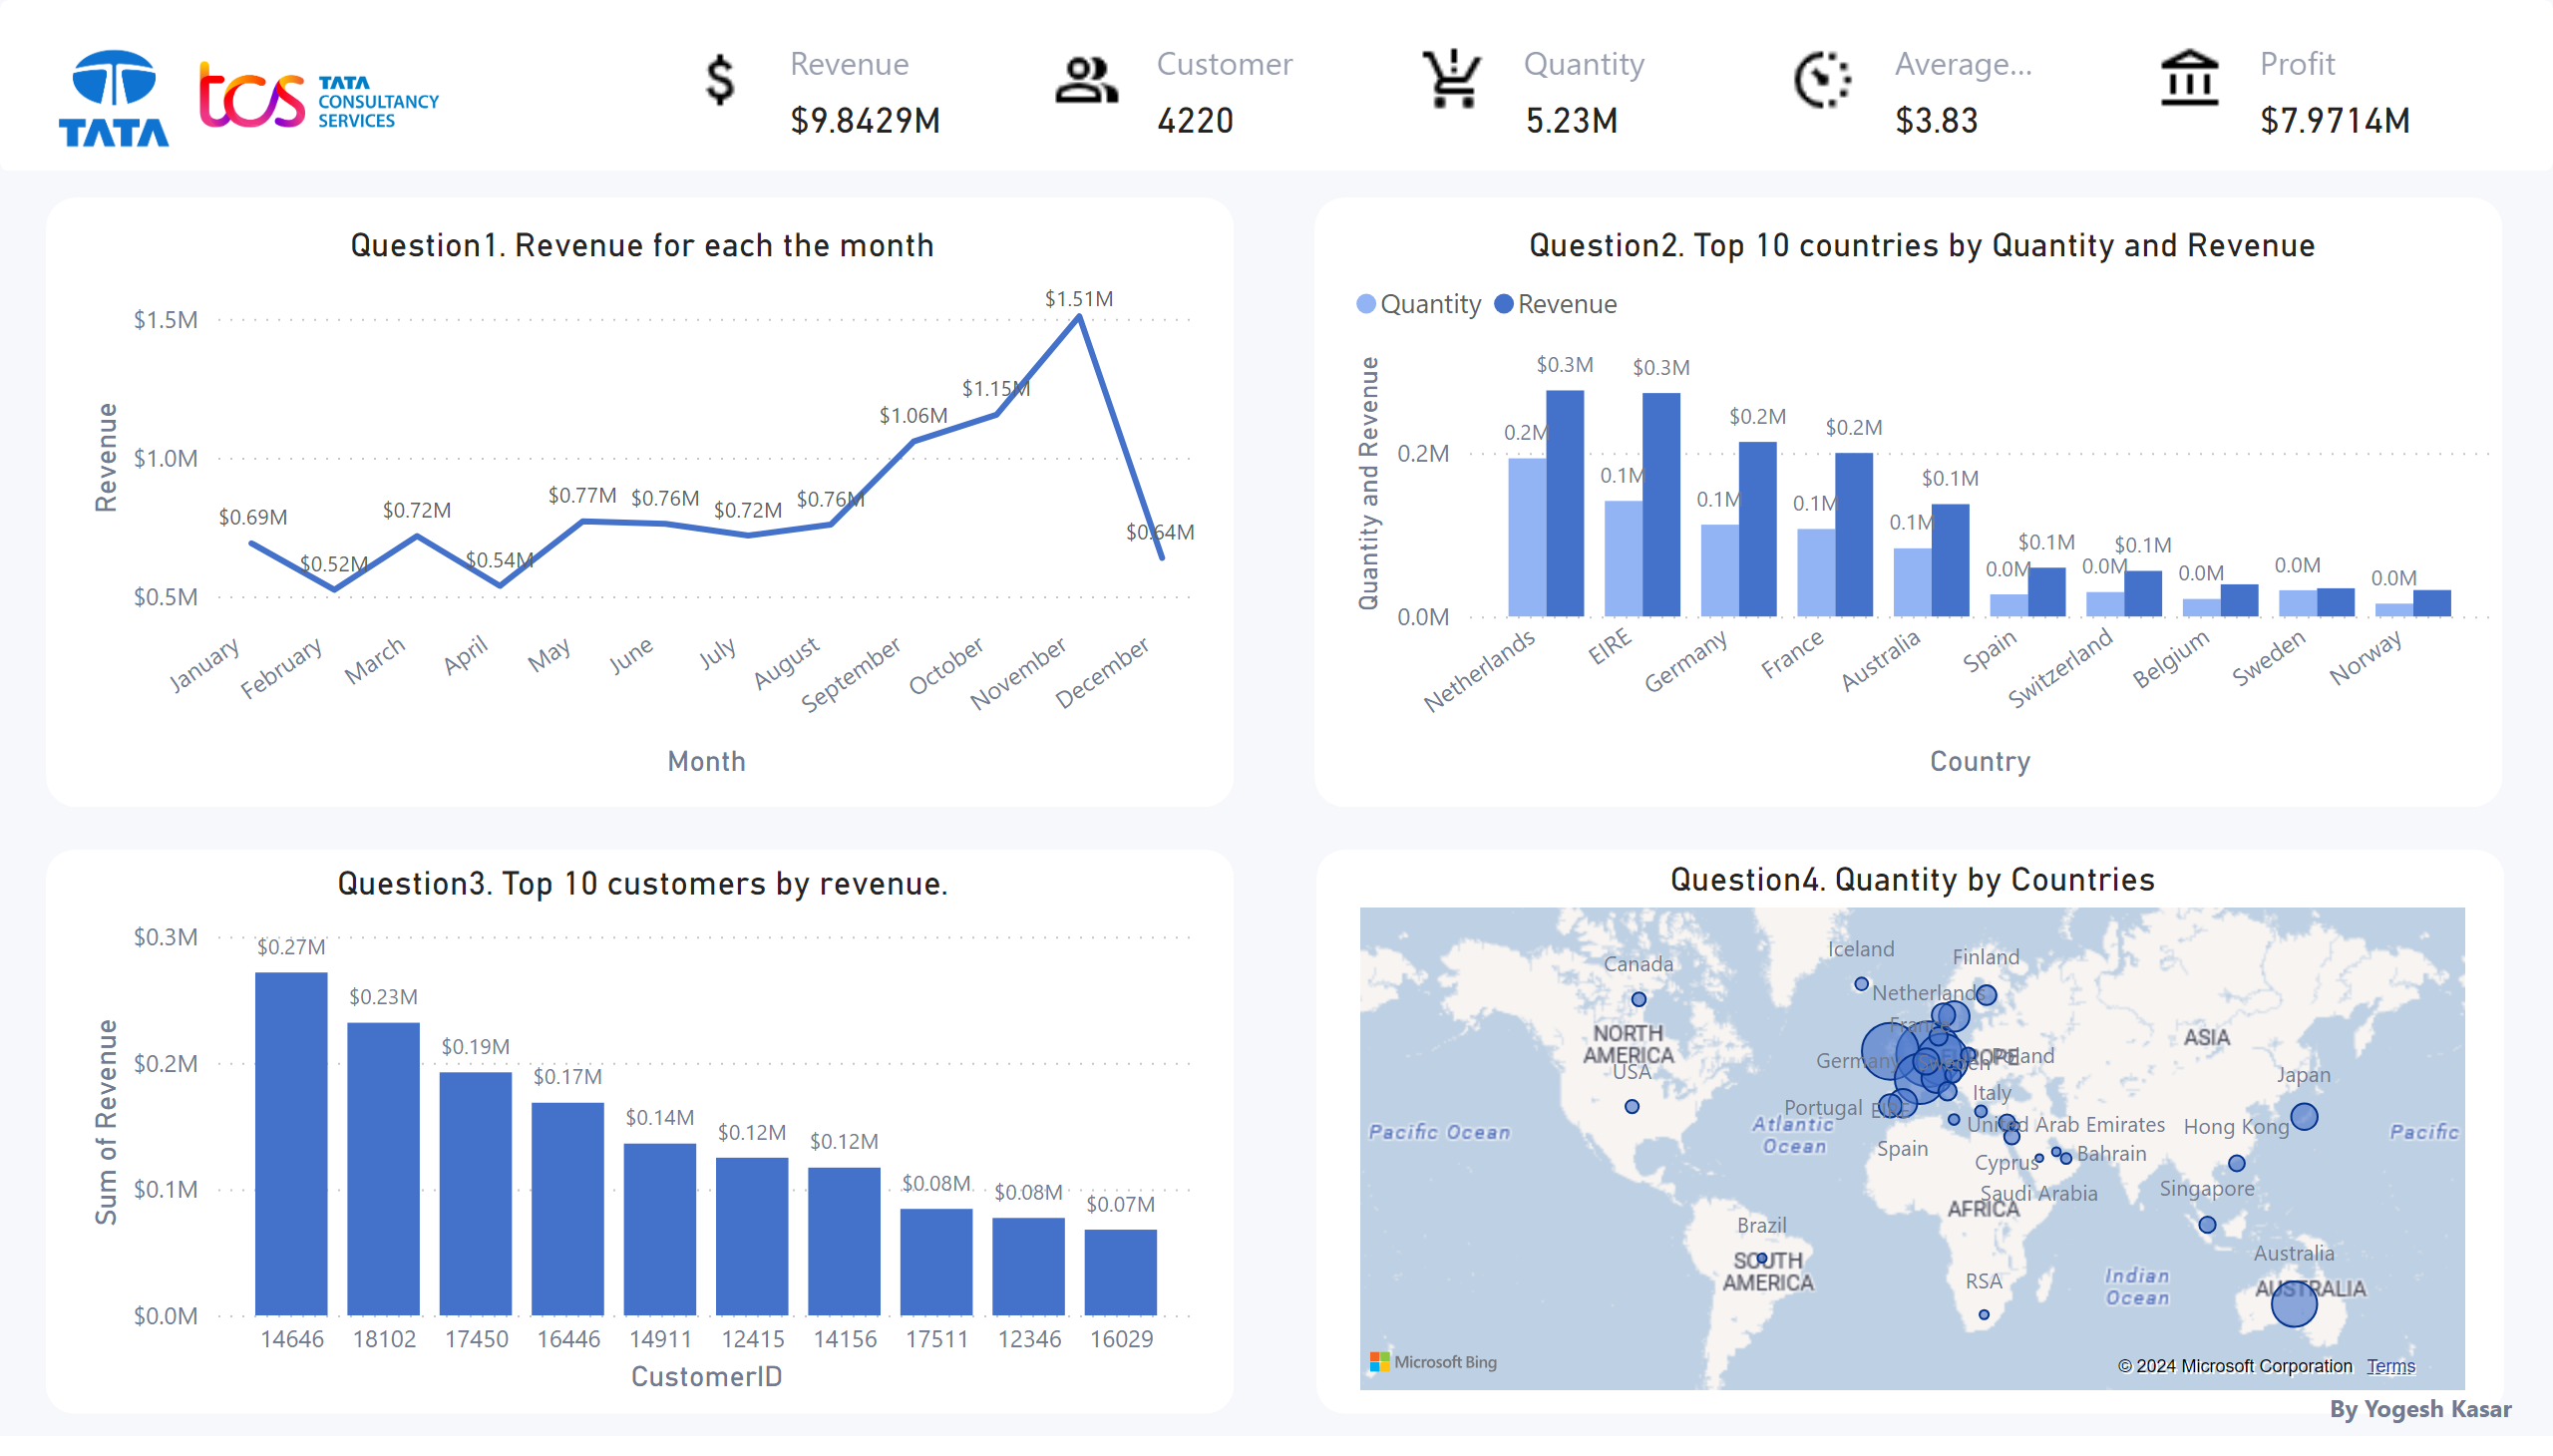 TATA
tcs
TATA
CONSULTANCY
SERVICES
Revenue
$9.8429M
Customer
4220
Quantity
5.23M
Average...
$3.83
Profit
$7.9714M
Question1. Revenue for each the month
Revenue
$1.5M
$1.0M
$0.5M
$0.69M
$0.52M
$0.72M
$0.54M
$0.77M
$0.76M
$0.72M
$0.76M
$1.06M
$1.15M
$1.51M
$0.64M
January
February
March
April
May
June
July
August
September
October
November
December
Month
Question2. Top 10 countries by Quantity and Revenue
Quantity
Revenue
Quantity and Revenue
0.2M
0.0M
0.2M
$0.3M
0.1M
$0.3M
0.1M
$0.2M
0.1M
$0.2M
0.1M
$0.1M
0.0M
$0.1M
0.0M
$0.1M
0.0M
0.0M
0.0M
Netherlands
EIRE
Germany
France
Australia
Spain
Switzerland
Belgium
Sweden
Norway
Country
Question3. Top 10 customers by revenue.
Sum of Revenue
$0.3M
$0.2M
$0.1M
$0.0M
$0.27M
$0.23M
$0.19M
$0.17M
$0.14M
$0.12M
$0.12M
$0.08M
$0.08M
$0.07M
14646
18102
17450
16446
14911
12415
14156
17511
12346
16029
CustomerID
Question4. Quantity by Countries
Iceland
Finland
Canada
Netherlands
France
NORTH
AMERICA
USA
ASIA
Germany
Sweden
EUROPE
Poland
Japan
Italy
Portugal
EIRE
Atlantic
Ocean
United Arab Emirates
Hong Kong
Pacific Ocean
Pacific
Spain
Cyprus
Bahrain
Saudi Arabia
Singapore
AFRICA
Brazil
SOUTH
AMERICA
RSA
Indian
Ocean
Australia
AUSTRALIA
Microsoft Bing
© 2024 Microsoft Corporation Terms
By Yogesh Kasar